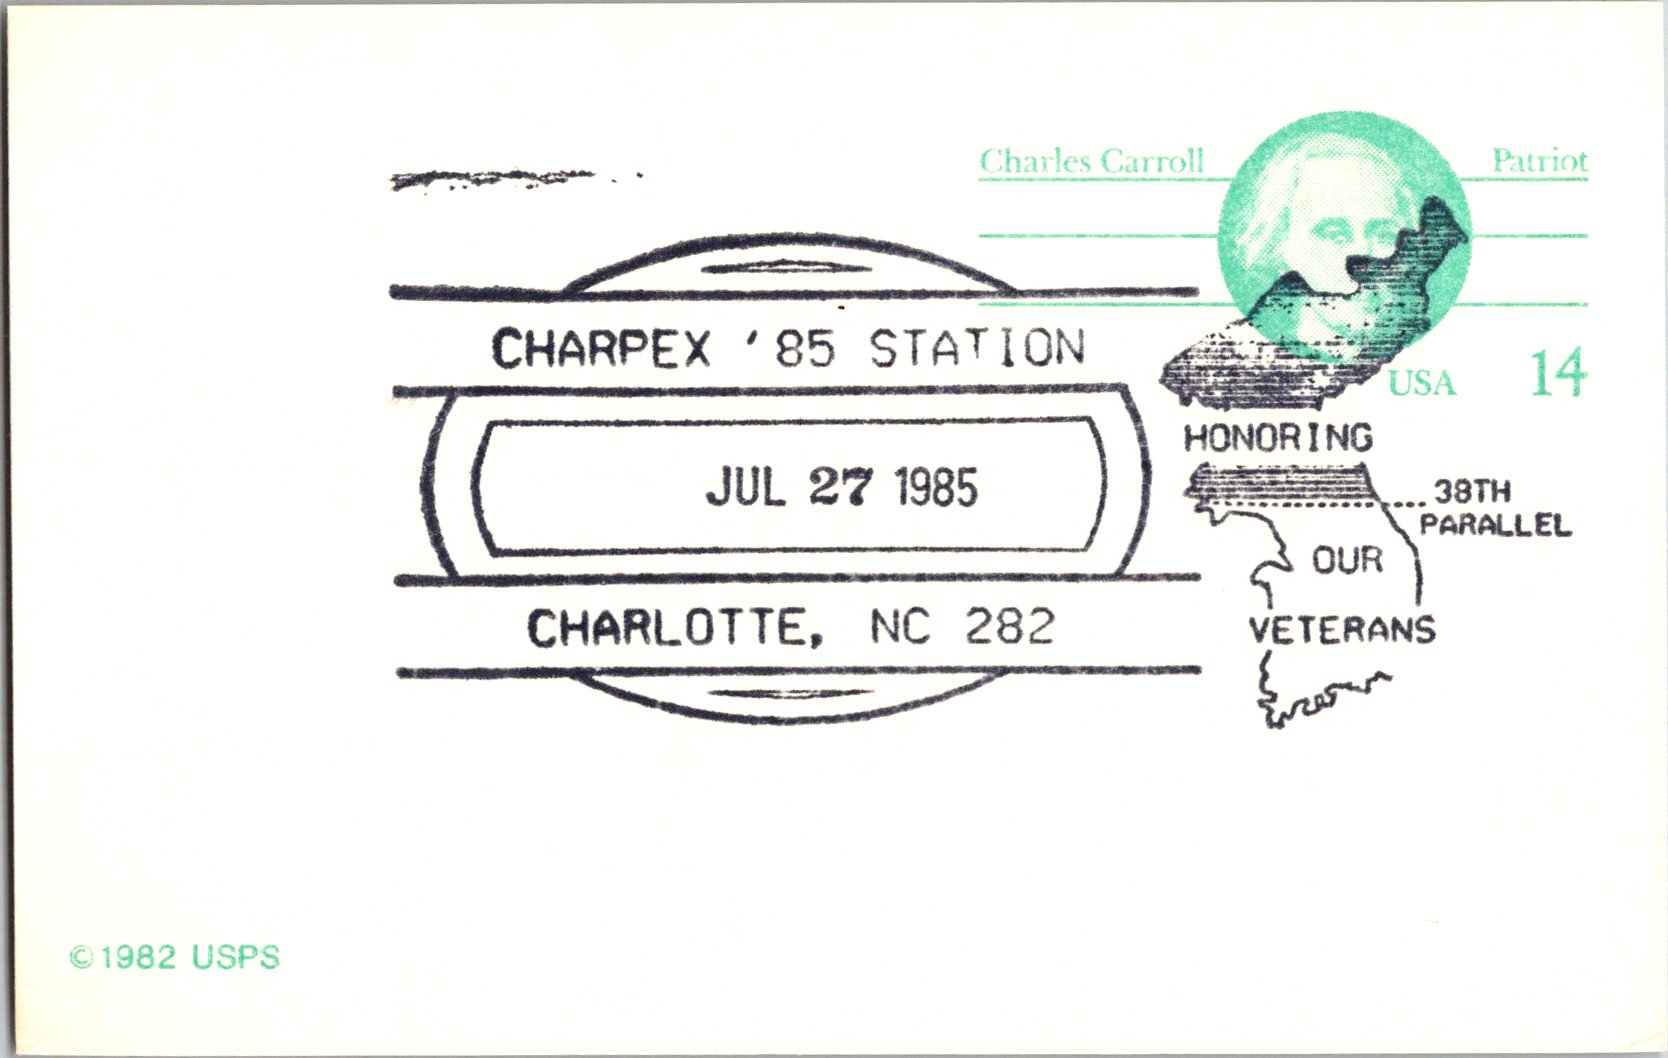 Charles Carroll Patriot
CHARPEX '85 STATION
USA 14
HONORING
JUL 27 1985
38TH
PARALLEL
OUR
CHARLOTTE, NC 282
VETERANS
©1982 USPS